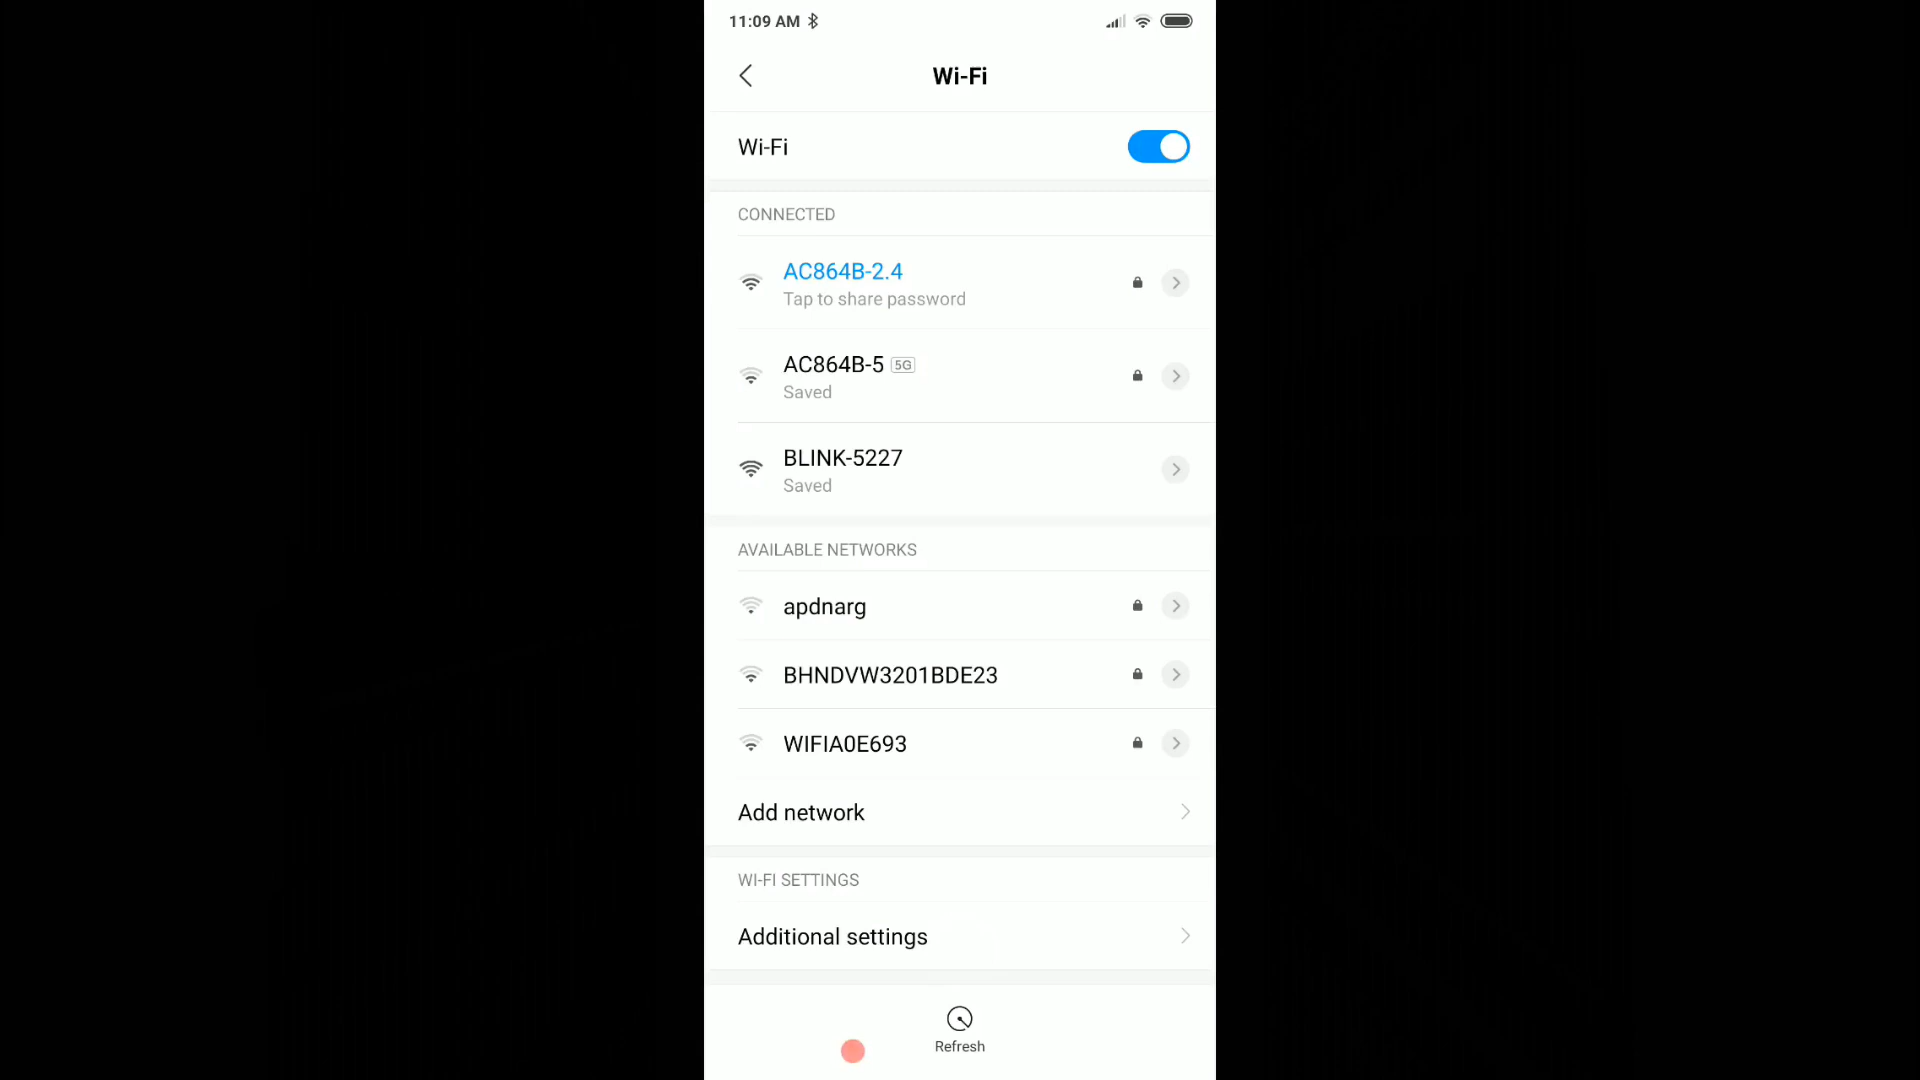 11:09 AM
Wi-Fi
Wi-Fi
CONNECTED
AC864B-2.4
Tap to share password
AC864B-5 5G
Saved
BLINK-5227
Saved
AVAILABLE NETWORKS
apdnarg
BHNDVW3201BDE23
WIFIA0E693
Add network
WI-FI SETTINGS
Additional settings
Refresh